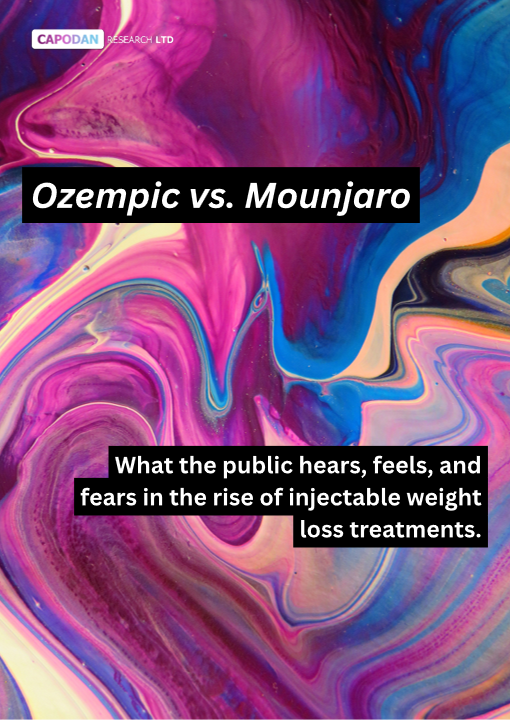 CAPODAN RESEARCH LTD
Ozempic vs. Mounjaro
What the public hears, feels, and
fears in the rise of injectable weight
loss treatments.